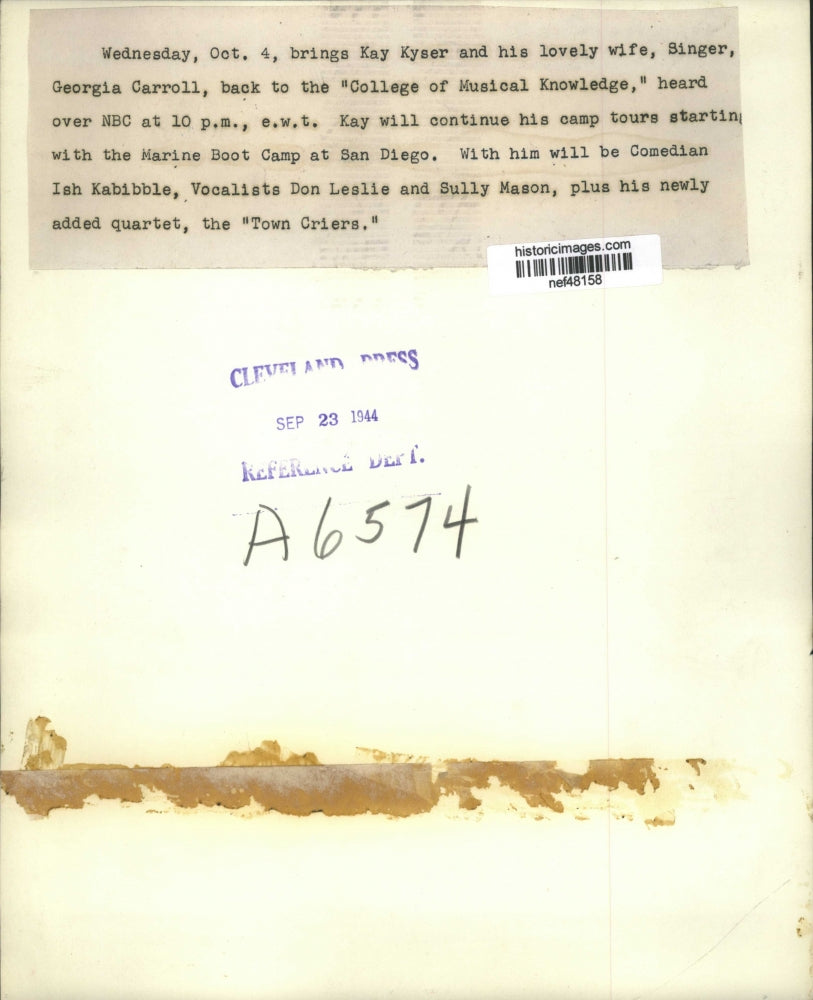 Wednesday, Oct. 4, brings Kay Kyser and his lovely wife, Singer,
Georgia Carroll, back to the "College of Musical Knowledge," heard
over NBC at 10 p.m., e.w.t. Kay will continue his camp tours starting
with the Marine Boot Camp at San Diego. With him will be Comedian
Ish Kabibble, Vocalists Don Leslie and Sully Mason, plus his newly
added quartet, the "Town Criers."
historicimages.com
nef48158
CLEVELAND PRESS
SEP 23 1944
REFERENCE DEPT.
A6574